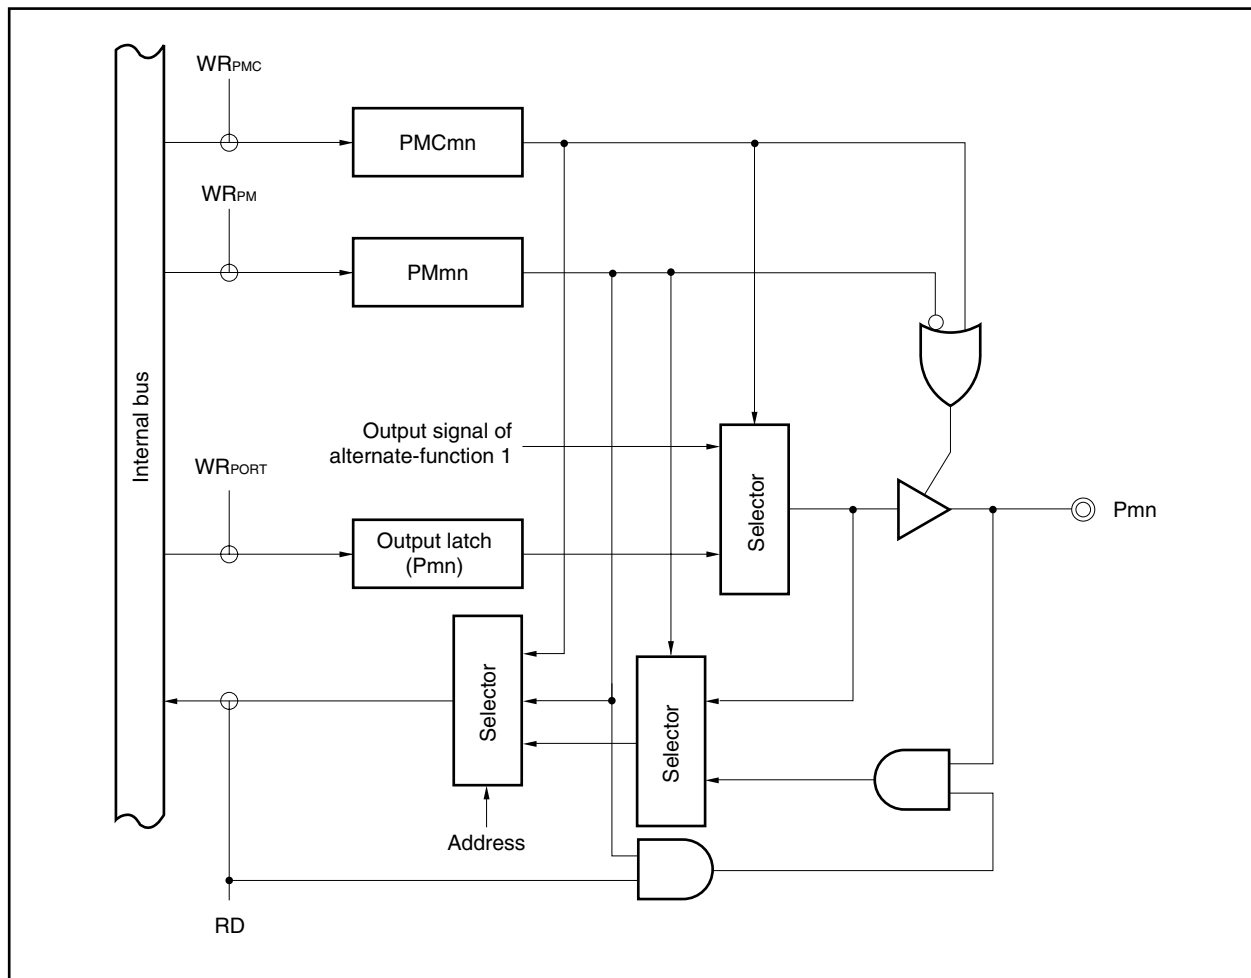 WRPMC
PMCmn
WRPM
PMmn
Internal bus
Output signal of
alternate-function 1
WRPORT
Output latch
(Pmn)
Selector
Pmn
Selector
Selector
Address
RD